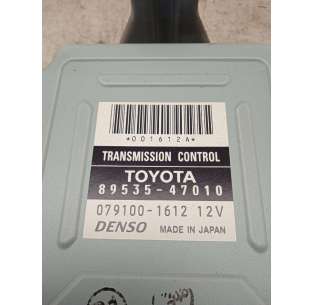 *001612A*
TRANSMISSION CONTROL
TOYOTA
89535-47010
079100-1612 12V
DENSO MADE IN JAPAN